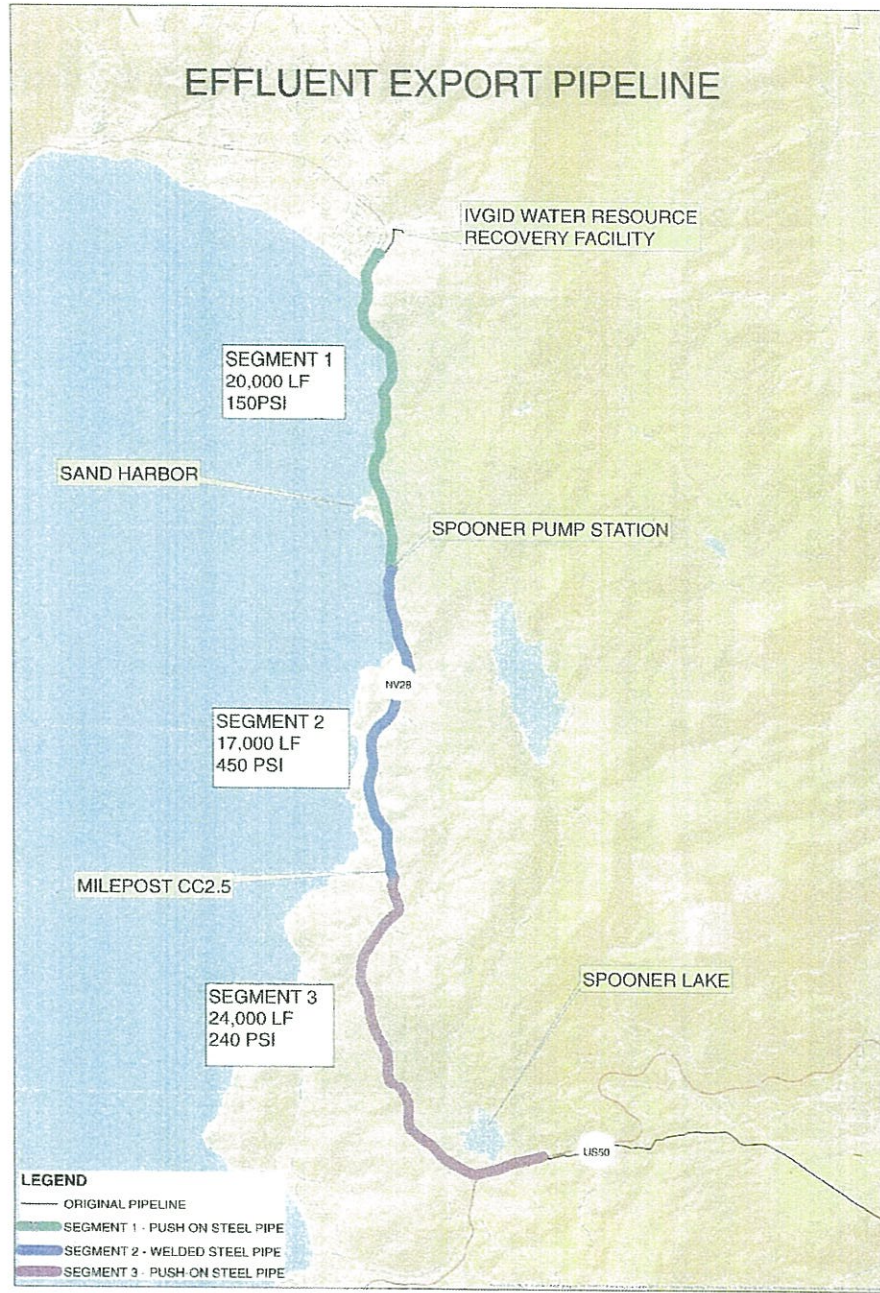 EFFLUENT EXPORT PIPELINE
IVGID WATER RESOURCE
RECOVERY FACILITY
SEGMENT 1
20,000 LF
150PSI
SAND HARBOR
SPOONER PUMP STATION
NV28
SEGMENT 2
17,000 LF
450 PSI
MILEPOST CC2.5
SEGMENT 3
24,000 LF
240 PSI
SPOONER LAKE
US50
LEGEND
ORIGINAL PIPELINE
SEGMENT 1 - PUSH ON STEEL PIPE
SEGMENT 2 - WELDED STEEL PIPE
SEGMENT 3 - PUSH-ON STEEL PIPE